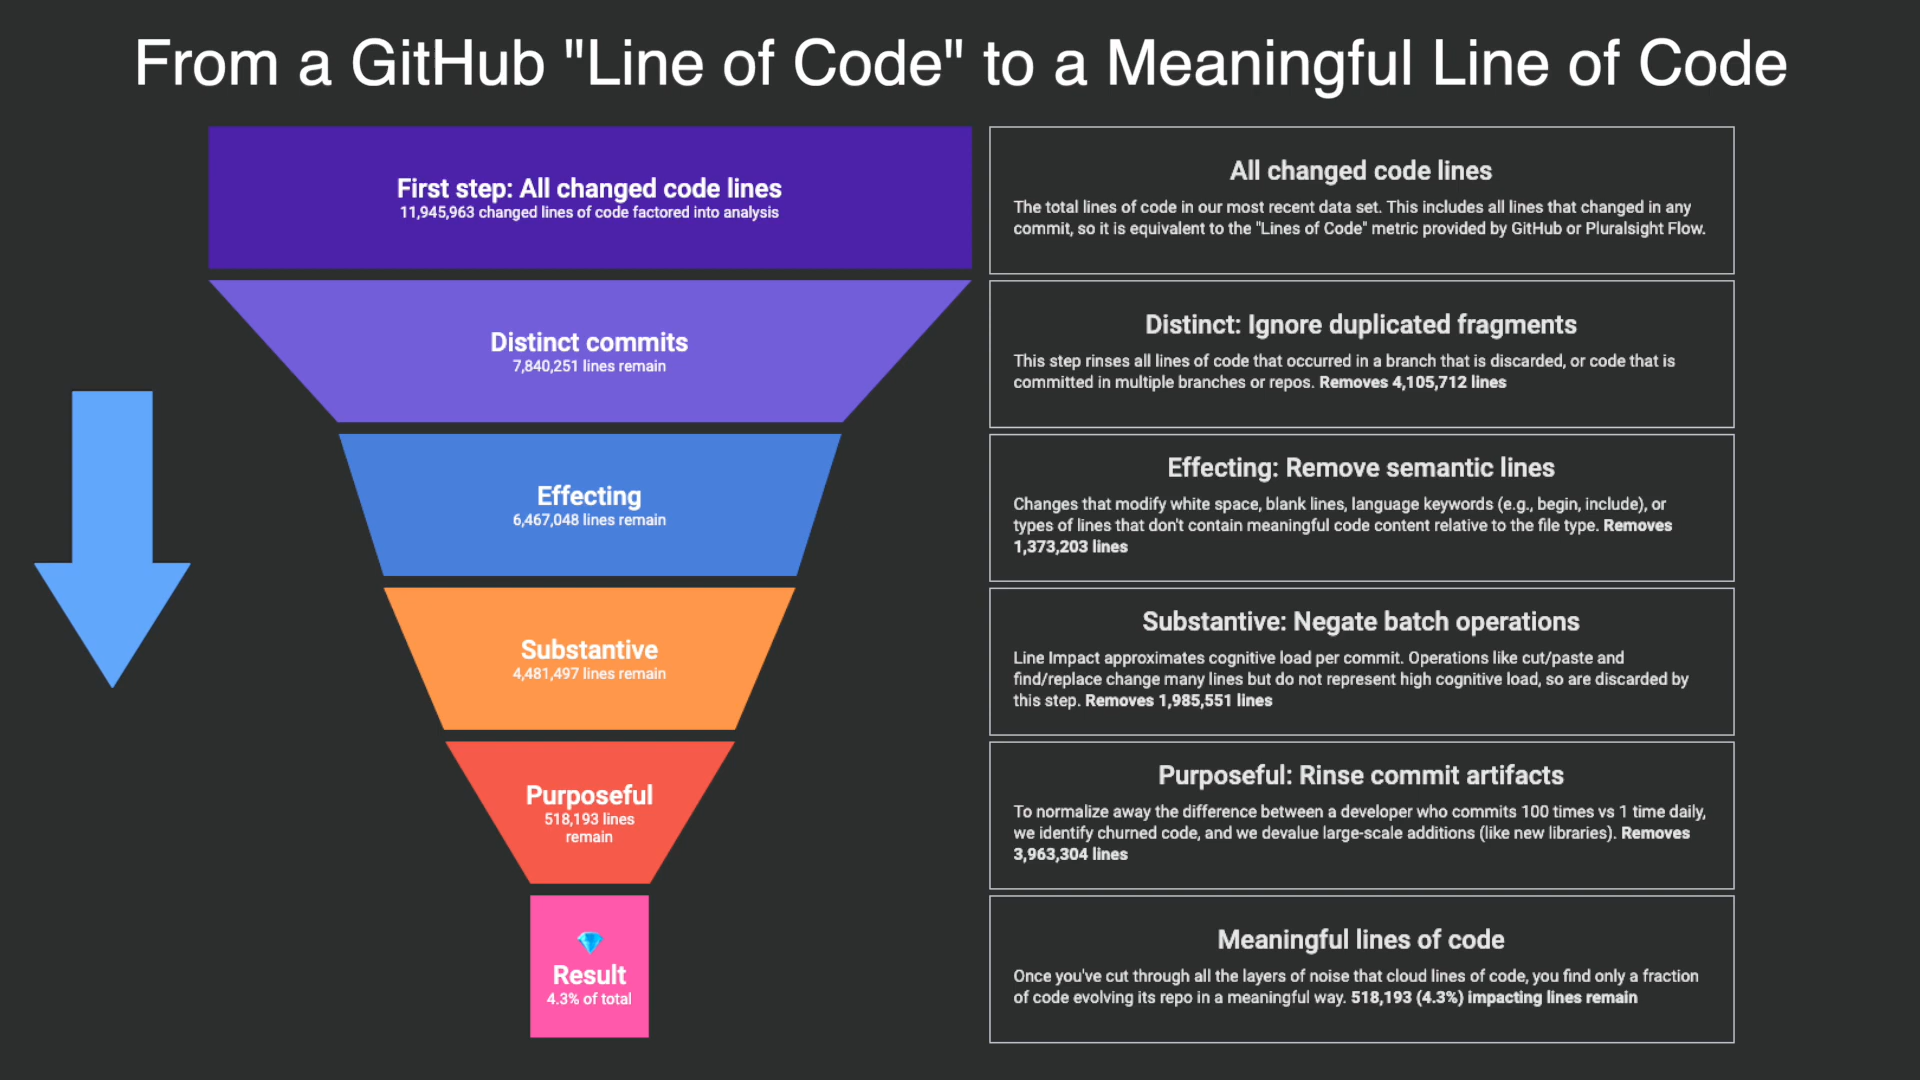 From a GitHub "Line of Code" to a Meaningful Line of Code
First step: All changed code lines
11,945,963 changed lines of code factored into analysis
All changed code lines
The total lines of code in our most recent data set. This includes all lines that changed in any
commit, so it is equivalent to the "Lines of Code" metric provided by GitHub or Pluralsight Flow.
Distinct commits
7,840,251 lines remain
Distinct: Ignore duplicated fragments
This step rinses all lines of code that occurred in a branch that is discarded, or code that is
committed in multiple branches or repos. Removes 4,105,712 lines
Effecting
6,467,048 lines remain
Effecting: Remove semantic lines
Changes that modify white space, blank lines, language keywords (e.g., begin, include), or
types of lines that don't contain meaningful code content relative to the file type. Removes
1,373,203 lines
Substantive
4,481,497 lines remain
Substantive: Negate batch operations
Line Impact approximates cognitive load per commit. Operations like cut/paste and
find/replace change many lines but do not represent high cognitive load, so are discarded by
this step. Removes 1,985,551 lines
Purposeful
518,193 lines
remain
Purposeful: Rinse commit artifacts
To normalize away the difference between a developer who commits 100 times vs 1 time daily,
we identify churned code, and we devalue large-scale additions (like new libraries). Removes
3,963,304 lines
Result
4.3% of total
Meaningful lines of code
Once you've cut through all the layers of noise that cloud lines of code, you find only a fraction
of code evolving its repo in a meaningful way. 518,193 (4.3%) impacting lines remain